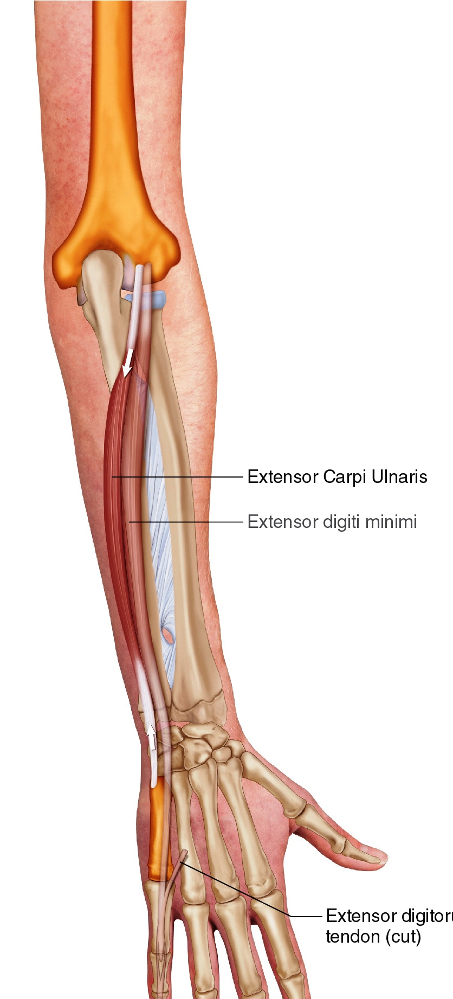 Extensor Carpi Ulnaris
Extensor digiti minimi
Extensor digitoru
tendon (cut)